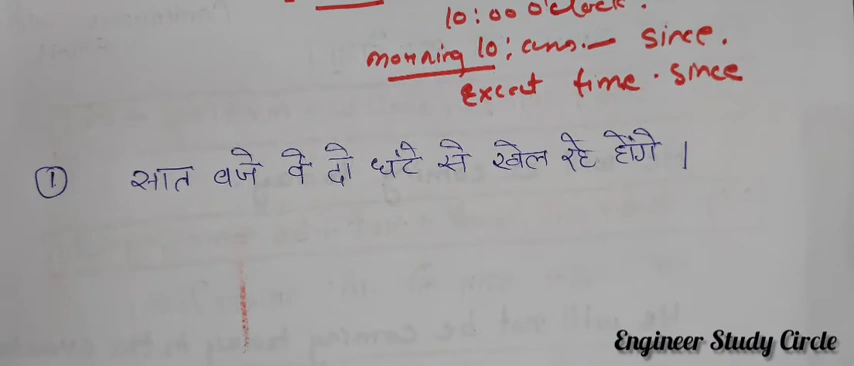 10:00 o'clock.
morning 10: ans.— since.
Exact time. since
① सात बजे वे दो घंटे से खेल रहे होंगे ।
Engineer Study Circle